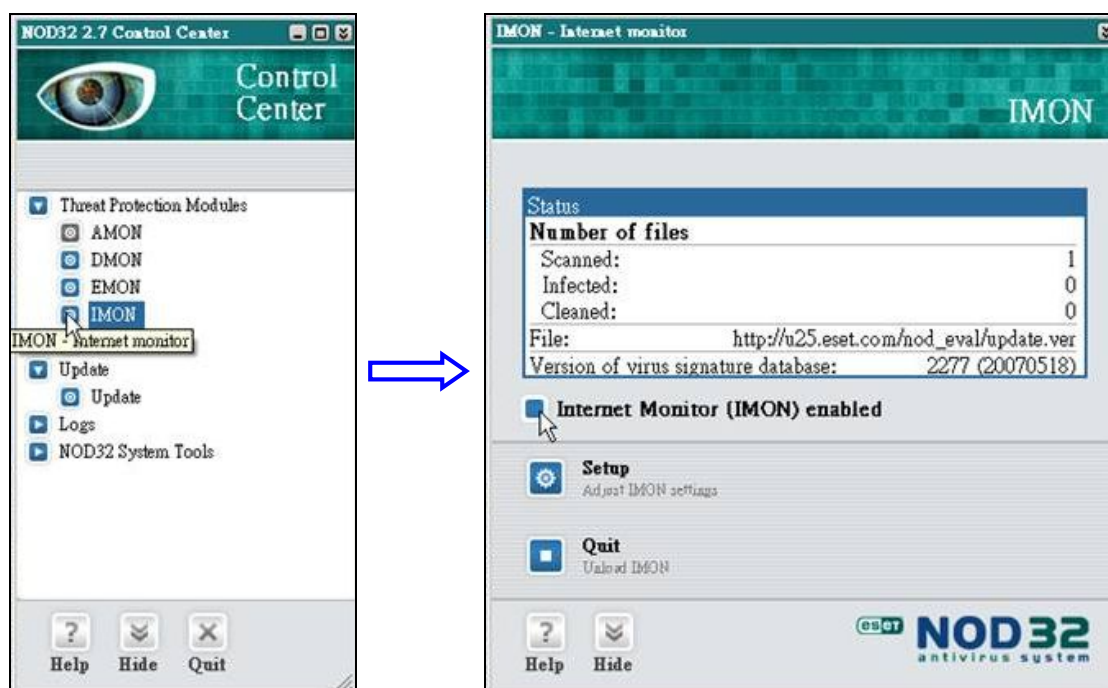 NOD32 2.7 Control Center
Control
Center
Threat Protection Modules
AMON
DMON
EMON
IMON
IMON - Internet monitor
Update
Update
Logs
NOD32 System Tools
?
Help
Hide
Quit
IMON - Internet monitor
IMON
Status
Number of files
Scanned: 1
Infected: 0
Cleaned: 0
File: http://u25.eset.com/nod_eval/update.ver
Version of virus signature database: 2277 (20070518)
Internet Monitor (IMON) enabled
Setup
Adjust IMON settings
Quit
Unload IMON
?
Help
Hide
eset NOD32
antivirus system